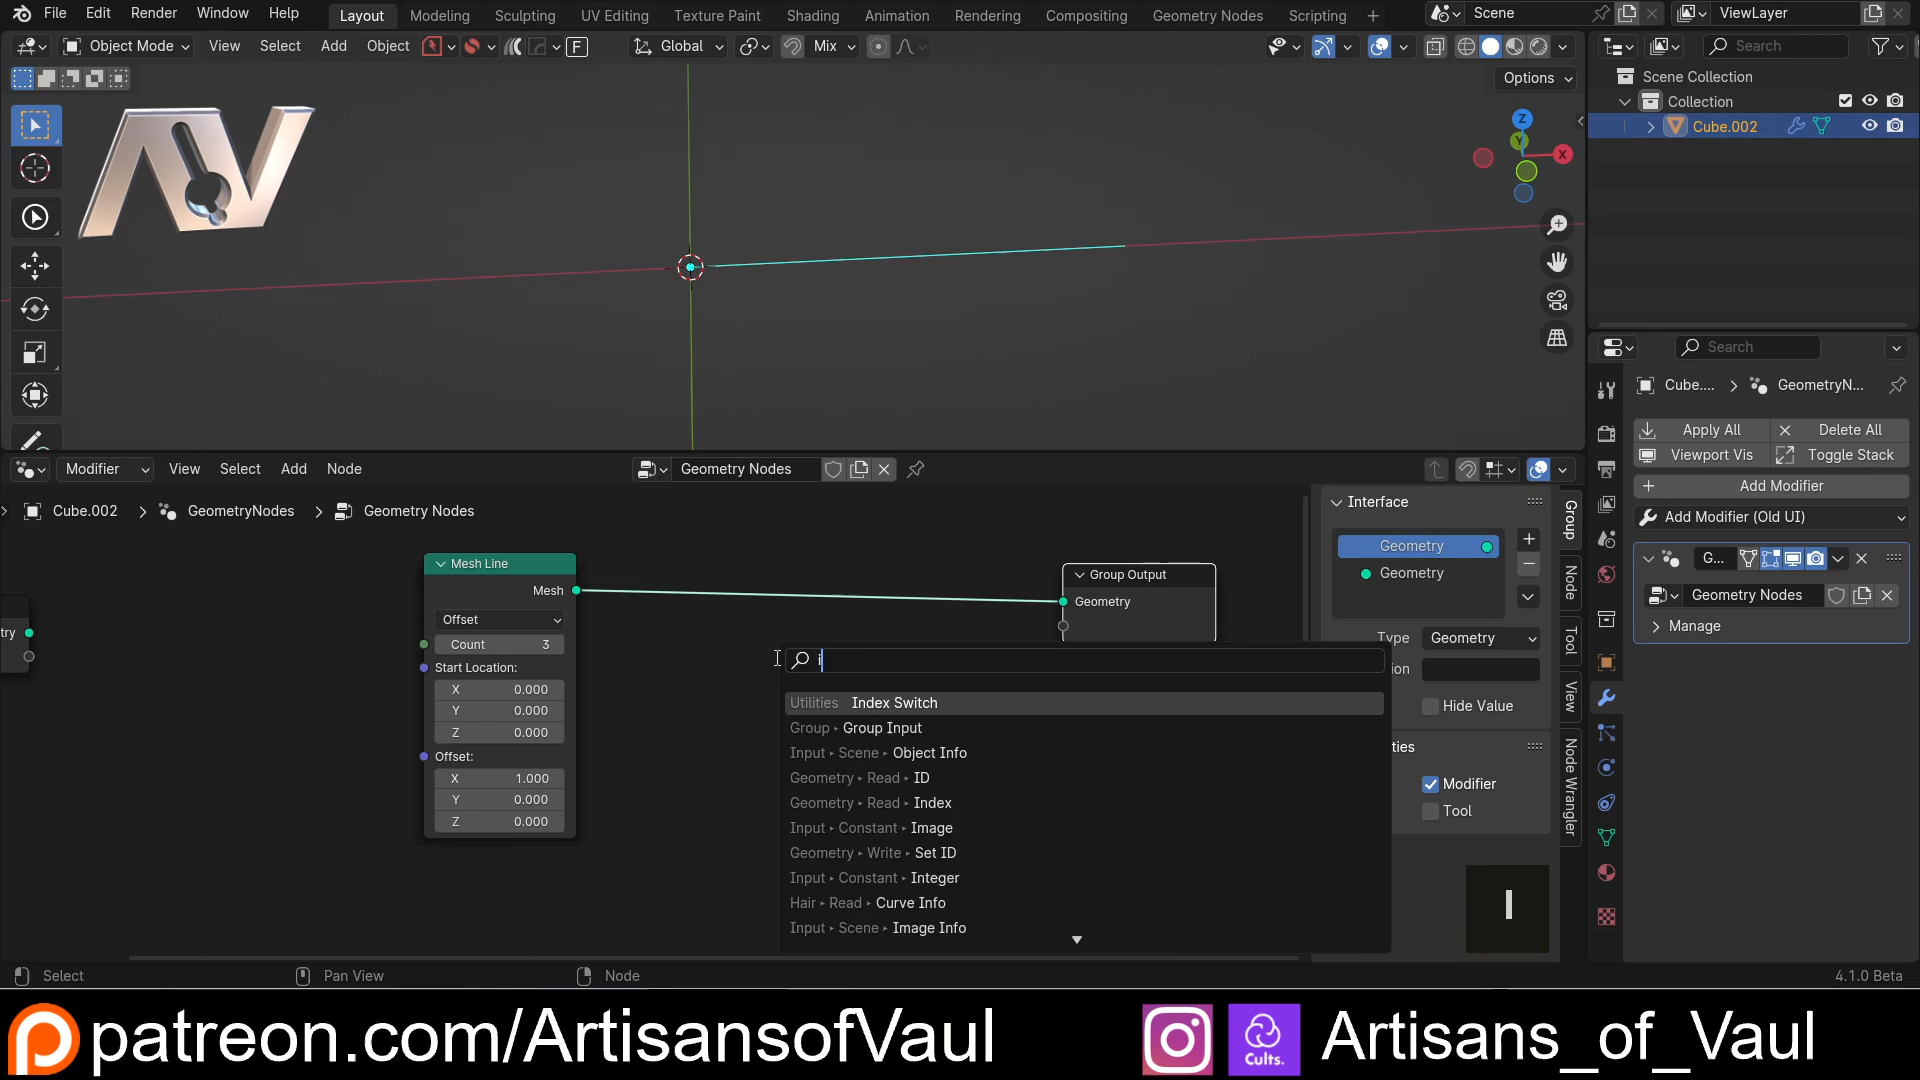 File Edit Render Window Help Layout Modeling Sculpting UV Editing Texture Paint Shading Animation Rendering Compositing Geometry Nodes Scripting + Scene ViewLayer
Object Mode View Select Add Object F Global Mix Search
Options
Scene Collection
Collection
Cube.002
Z
Y
X
Search
Cube.... GeometryN...
Apply All Delete All
Viewport Vis Toggle Stack
Add Modifier
Add Modifier (Old UI)
G...
Geometry Nodes
Manage
Modifier View Select Add Node Geometry Nodes
Cube.002 GeometryNodes Geometry Nodes
try
Mesh Line
Mesh
Offset
Count 3
Start Location:
X 0.000
Y 0.000
Z 0.000
Offset:
X 1.000
Y 0.000
Z 0.000
Group Output
Geometry
i
Utilities Index Switch
Group Group Input
Input Scene Object Info
Geometry Read ID
Geometry Read Index
Input Constant Image
Geometry Write Set ID
Input Constant Integer
Hair Read Curve Info
Input Scene Image Info
Interface
Geometry
Geometry
Type Geometry
ion
Hide Value
ties
Modifier
Tool
Group
Node
Tool
View
Node Wrangler
I
Select Pan View Node 4.1.0 Beta
patreon.com/ArtisansofVaul Cults. Artisans_of_Vaul